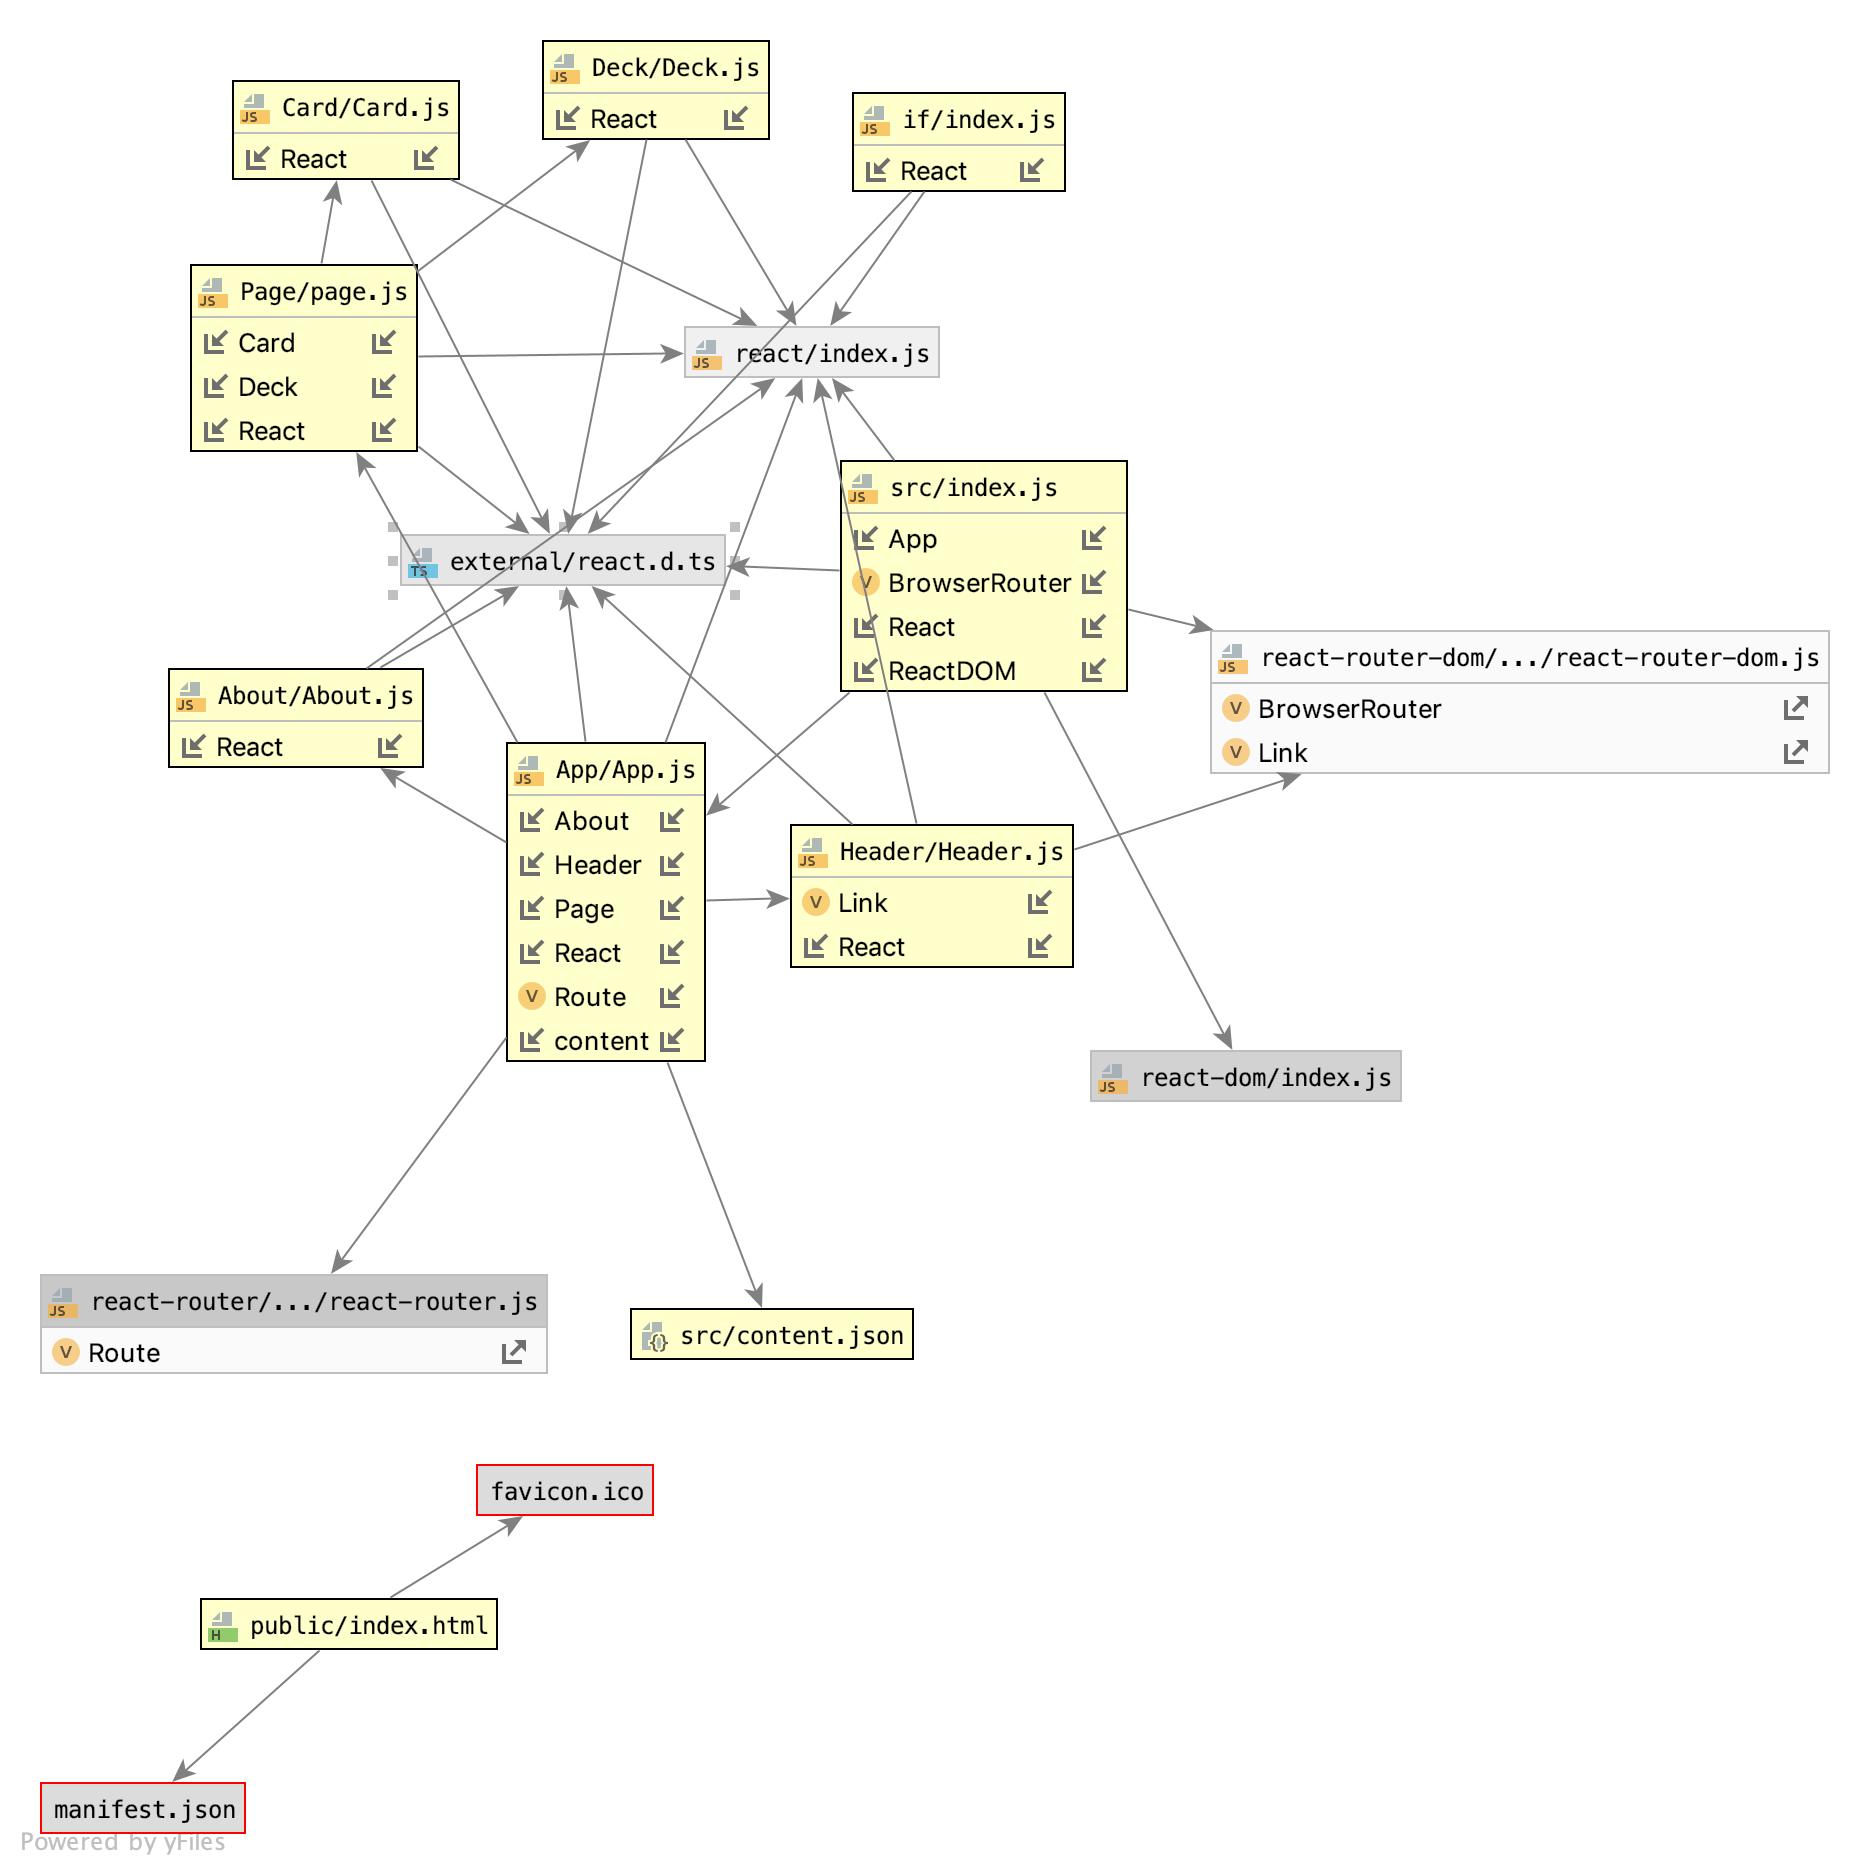 Deck/Deck.js
React
Card/Card.js
React
if/index.js
React
Page/page.js
Card
Deck
React
react/index.js
src/index.js
App
BrowserRouter
React
ReactDOM
external/react.d.ts
react-router-dom/.../react-router-dom.js
BrowserRouter
Link
About/About.js
React
App/App.js
About
Header
Page
React
Route
content
Header/Header.js
Link
React
react-dom/index.js
react-router/.../react-router.js
Route
src/content.json
favicon.ico
public/index.html
manifest.json
Powered by yFiles